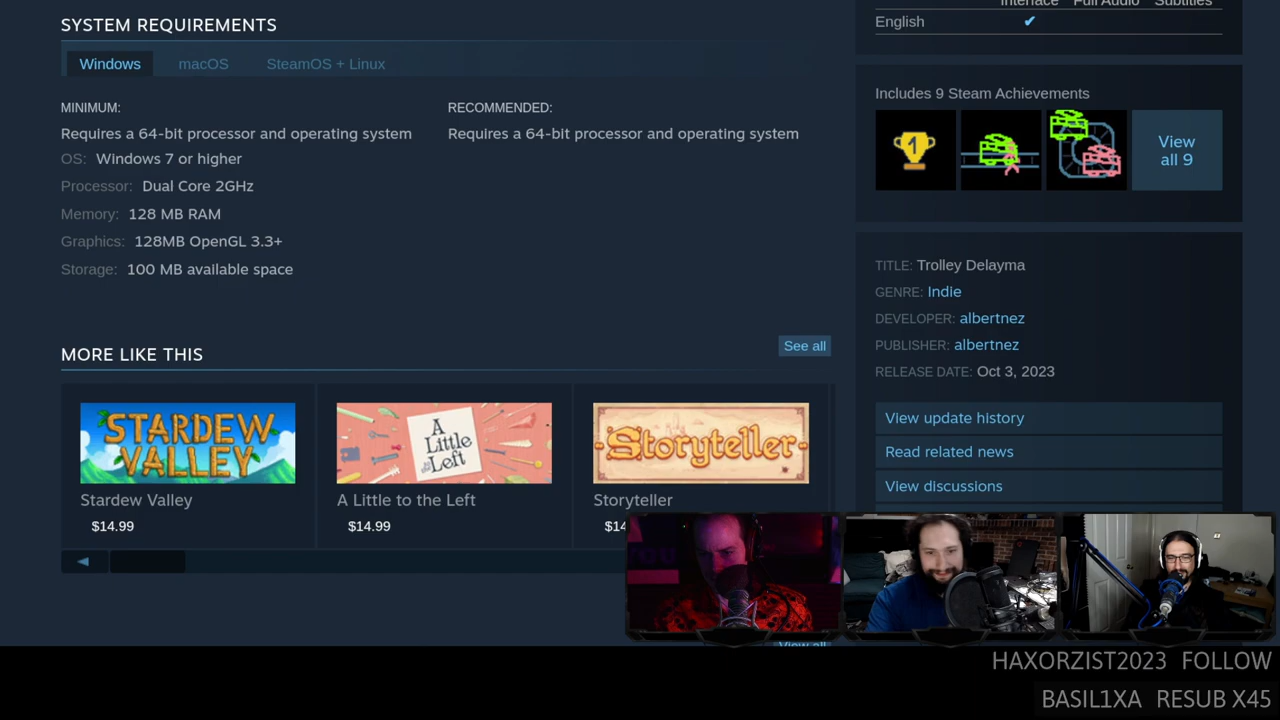 SYSTEM REQUIREMENTS
Windows macOS SteamOS + Linux
MINIMUM:
Requires a 64-bit processor and operating system
OS: Windows 7 or higher
Processor: Dual Core 2GHz
Memory: 128 MB RAM
Graphics: 128MB OpenGL 3.3+
Storage: 100 MB available space
RECOMMENDED:
Requires a 64-bit processor and operating system
MORE LIKE THIS
See all
STARDEW VALLEY
Stardew Valley
$14.99
A Little to the Left
A Little to the Left
$14.99
Storyteller
Storyteller
$14
View all
Interface Full Audio Subtitles
English ✔
Includes 9 Steam Achievements
1
View all 9
TITLE: Trolley Delayma
GENRE: Indie
DEVELOPER: albertnez
PUBLISHER: albertnez
RELEASE DATE: Oct 3, 2023
View update history
Read related news
View discussions
HAXORZIST2023 FOLLOW
BASIL1XA RESUB X45